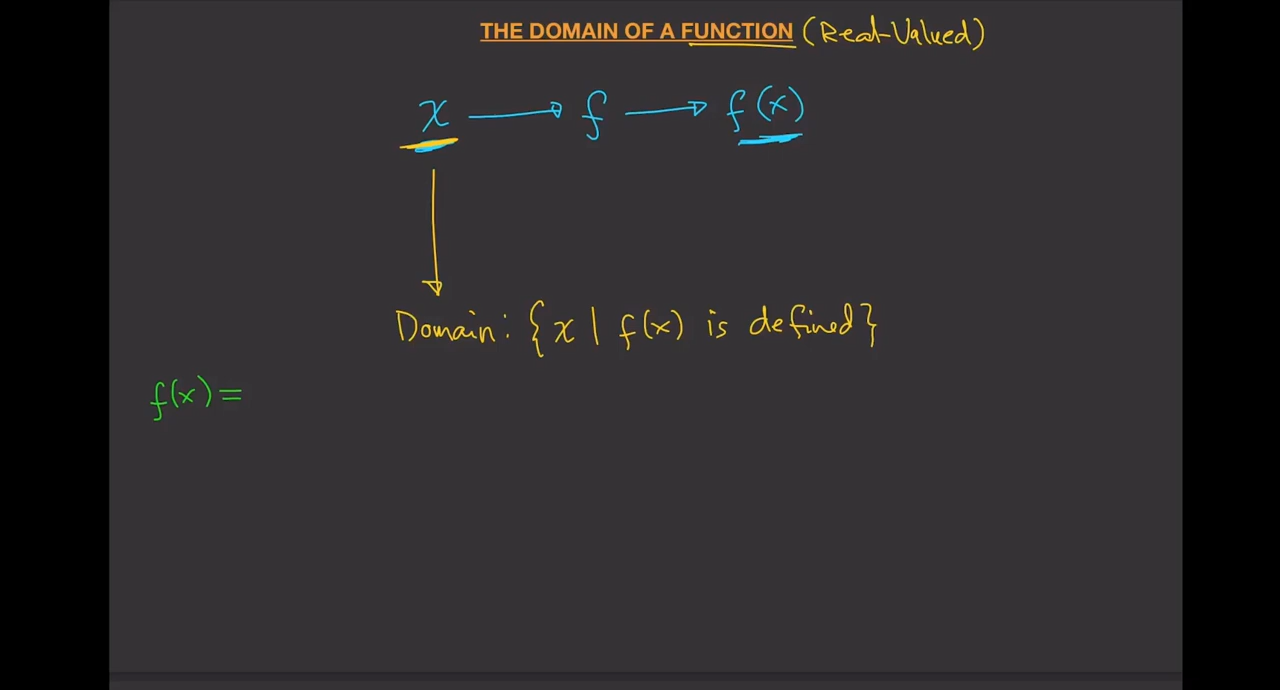 THE DOMAIN OF A FUNCTION (Real-Valued)
x → f → f(x)
Domain: {x | f(x) is defined}
f(x) =